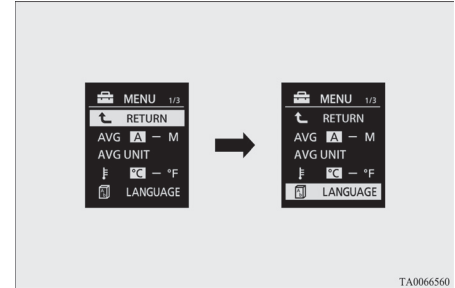 MENU 1/3
RETURN
AVG A – M
AVG UNIT
°C – °F
LANGUAGE
MENU 1/3
RETURN
AVG A – M
AVG UNIT
°C – °F
LANGUAGE
TA0066560